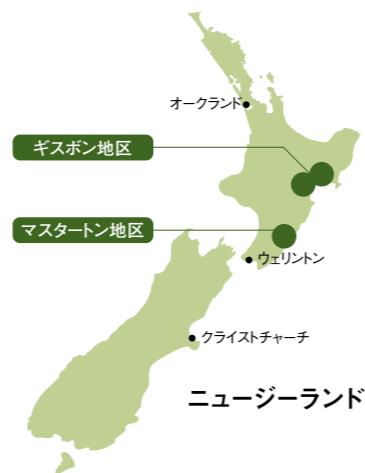 オークランド
ギスボン地区
マスタートン地区
ウェリントン
クライストチャーチ
ニュージーランド